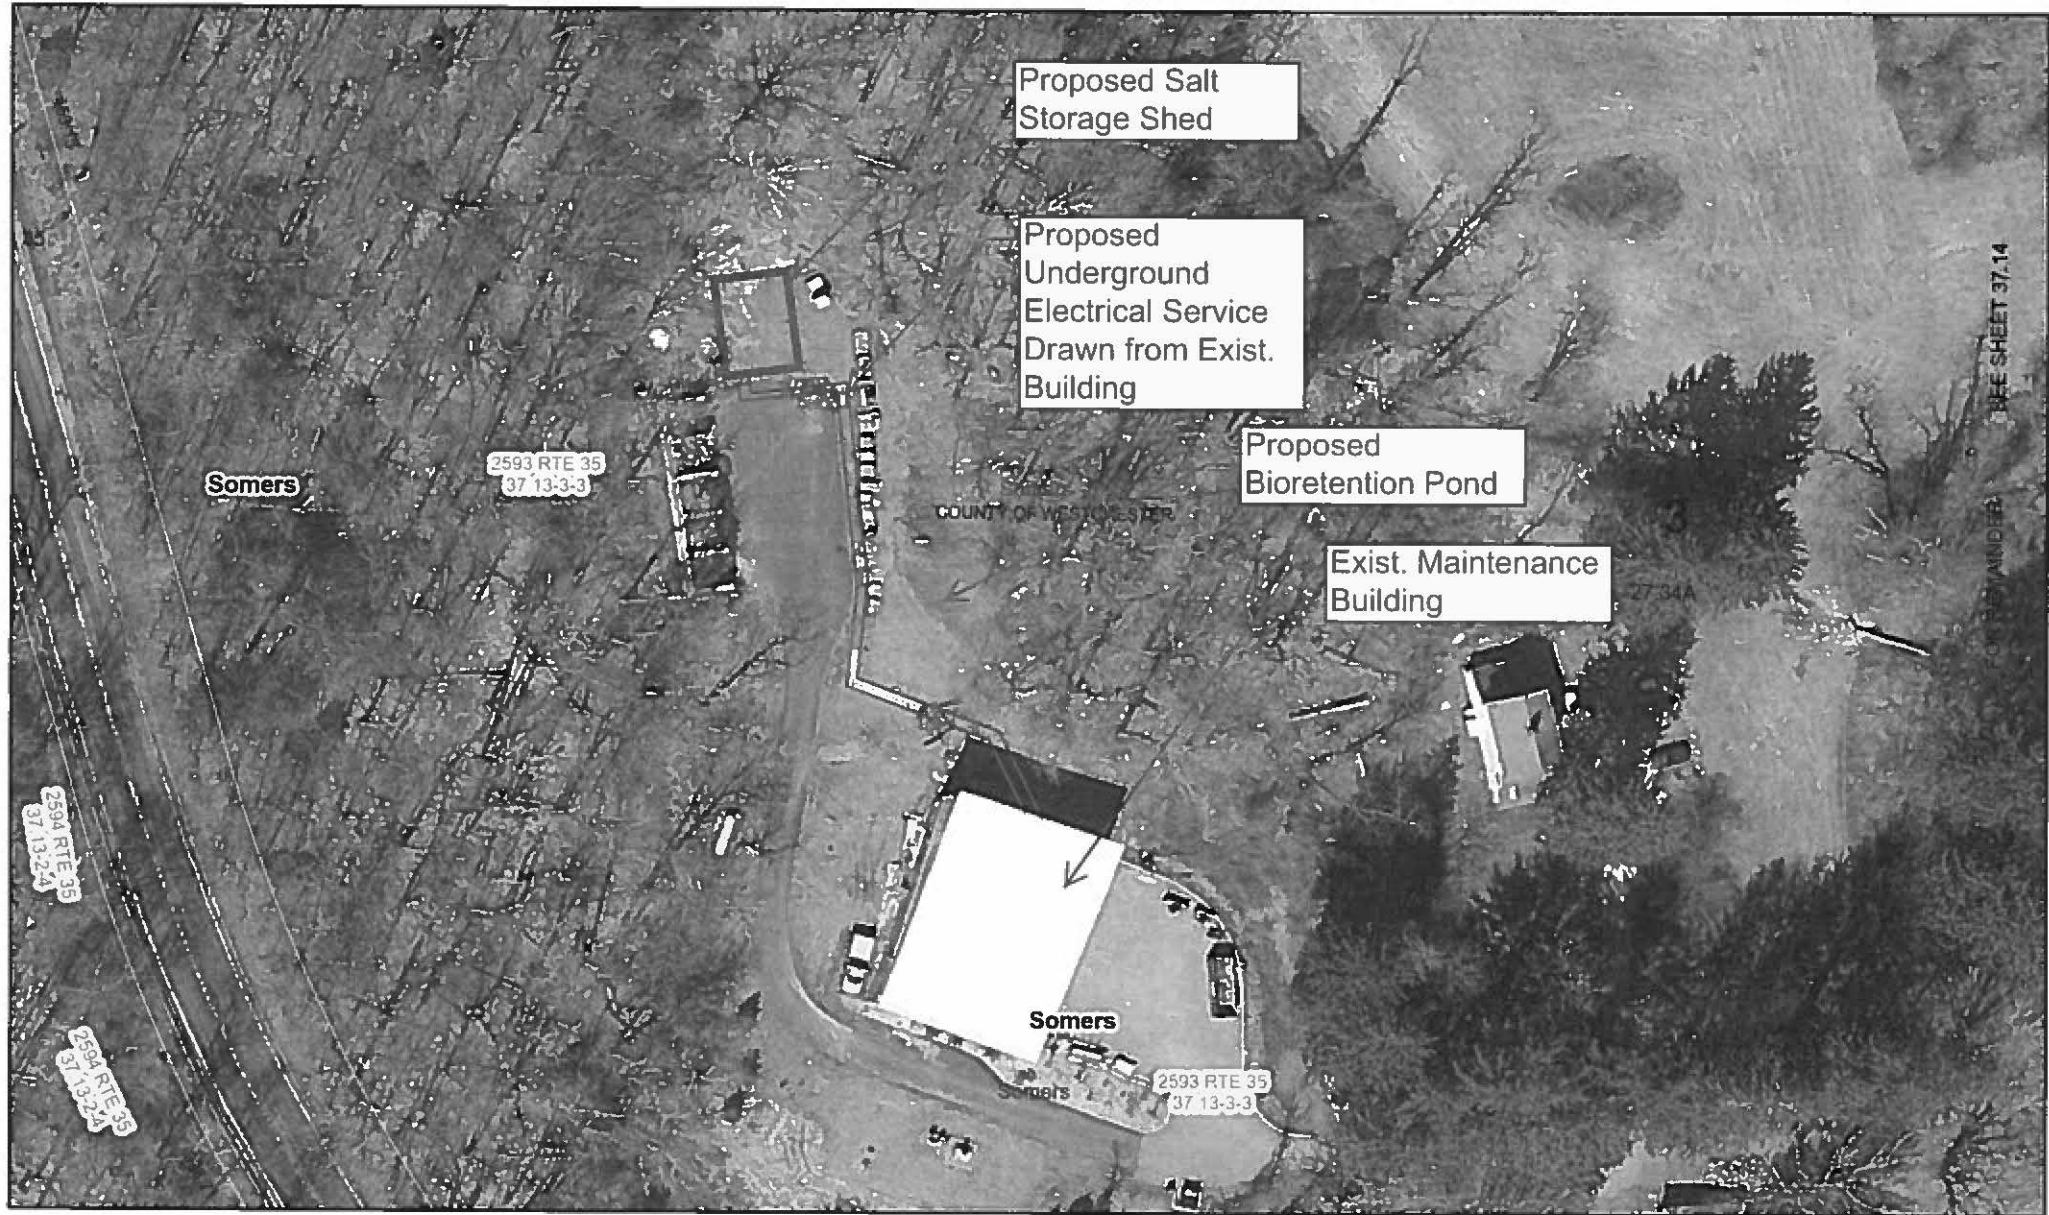 Proposed Salt
Storage Shed
Proposed
Underground
Electrical Service
Drawn from Exist.
Building
Proposed
Bioretention Pond
Exist. Maintenance
Building
2593 RTE 35
37.13-3-3
Somers
COUNTY OF WESTCHESTER
3
27.34A
SEE SHEET 37.14
FOR REMAINDER
2594 RTE 35
37.13-2-4
2594 RTE 35
37.13-2-4
Somers
Somers
2593 RTE 35
37.13-3-3